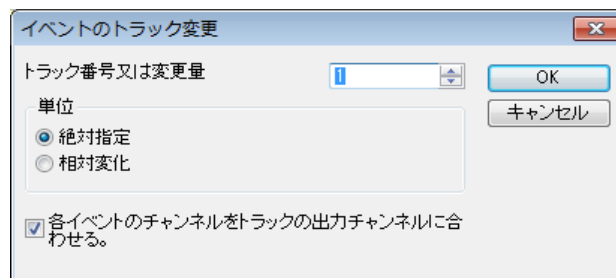 イベントのトラック変更
トラック番号又は変更量
1
OK
単位
キャンセル
絶対指定
相対変化
各イベントのチャンネルをトラックの出力チャンネルに合
わせる。